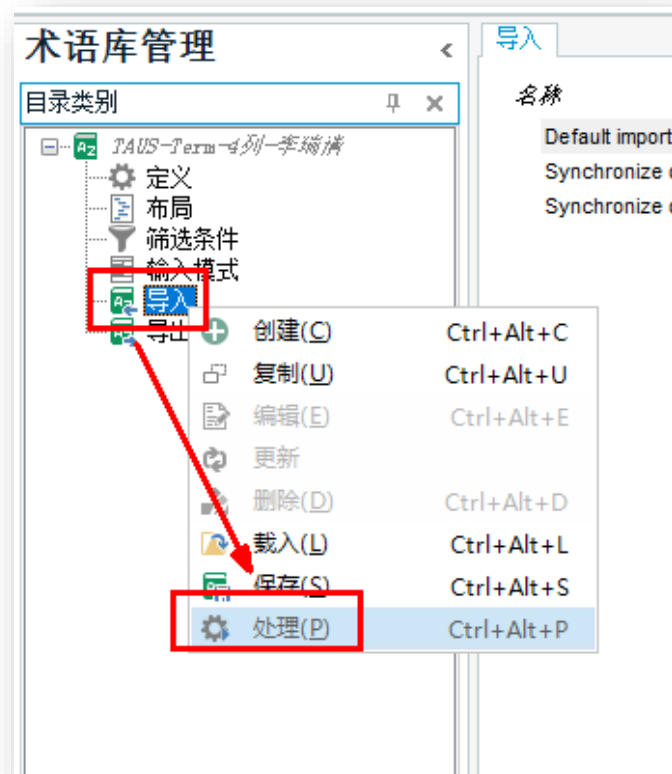 术语库管理
导入
目录类别
名称
TAUS-Term-4列-李瑞清
Default import
定义
Synchronize
布局
Synchronize
筛选条件
输入模式
导入
导出
创建(C) Ctrl+Alt+C
复制(U) Ctrl+Alt+U
编辑(E) Ctrl+Alt+E
更新
删除(D) Ctrl+Alt+D
载入(L) Ctrl+Alt+L
保存(S) Ctrl+Alt+S
处理(P) Ctrl+Alt+P